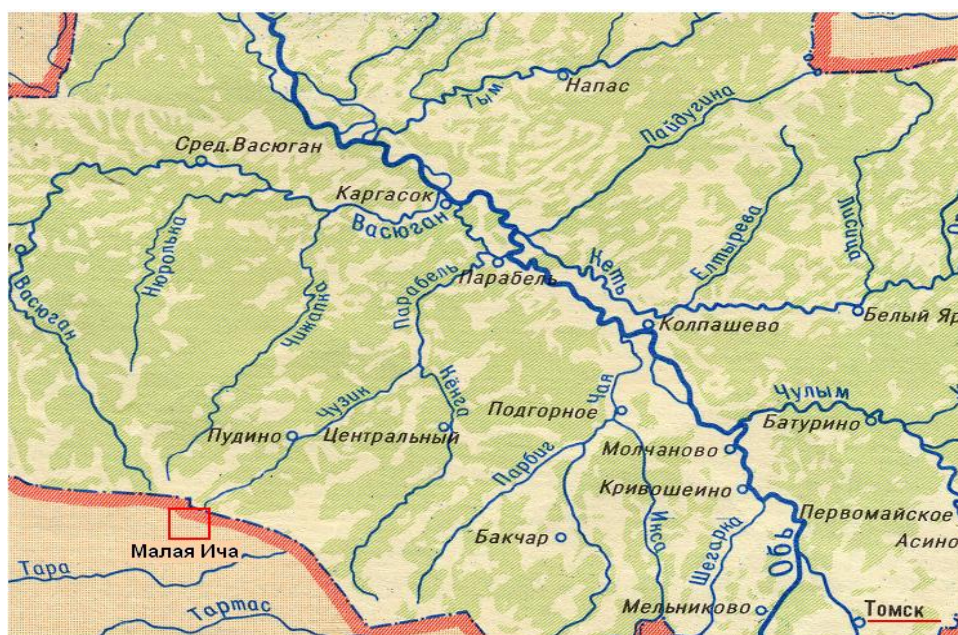 Тым
Напас
Пайдугина
Сред. Васюган
Каргасок
Васюган
Нюролька
Васюган
Чижапка
Парабель
Парабель
Кеть
Елтырева
Лисица
Колпашево
Белый Яр
Чузик
Кёнга
Пудино
Центральный
Чая
Подгорное
Чулым
Батурино
Молчаново
Парбиг
Кривошеино
Икса
Шегарка
Первомайское
Асино
Обь
Бакчар
Малая Ича
Тара
Тартас
Мельниково
Томск